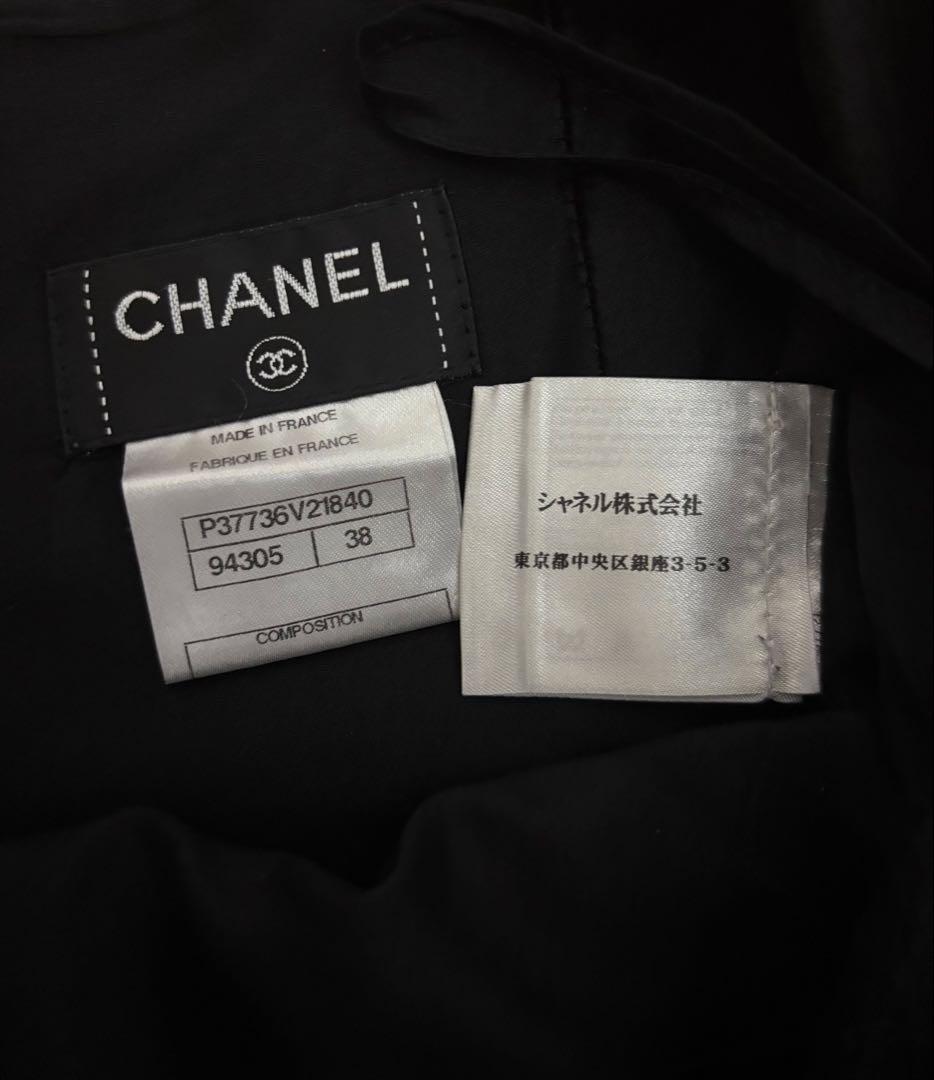 CHANEL
MADE IN FRANCE
FABRIQUE EN FRANCE
P37736V21840
94305 38
COMPOSITION
シャネル株式会社
東京都中央区銀座3-5-3